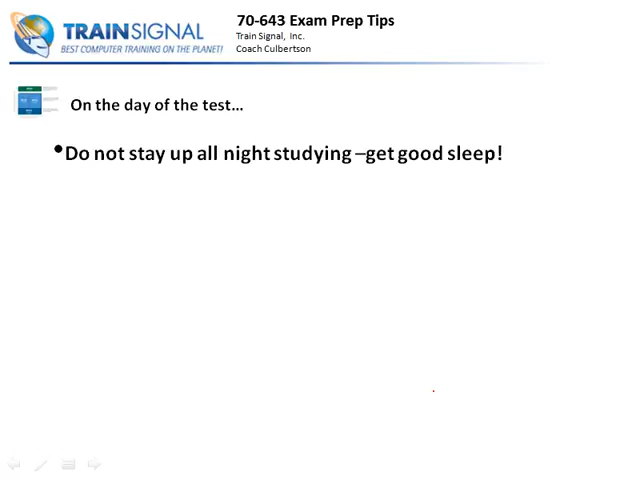 TRAINSIGNAL
BEST COMPUTER TRAINING ON THE PLANET!
70-643 Exam Prep Tips
Train Signal, Inc.
Coach Culbertson
On the day of the test…
•Do not stay up all night studying –get good sleep!